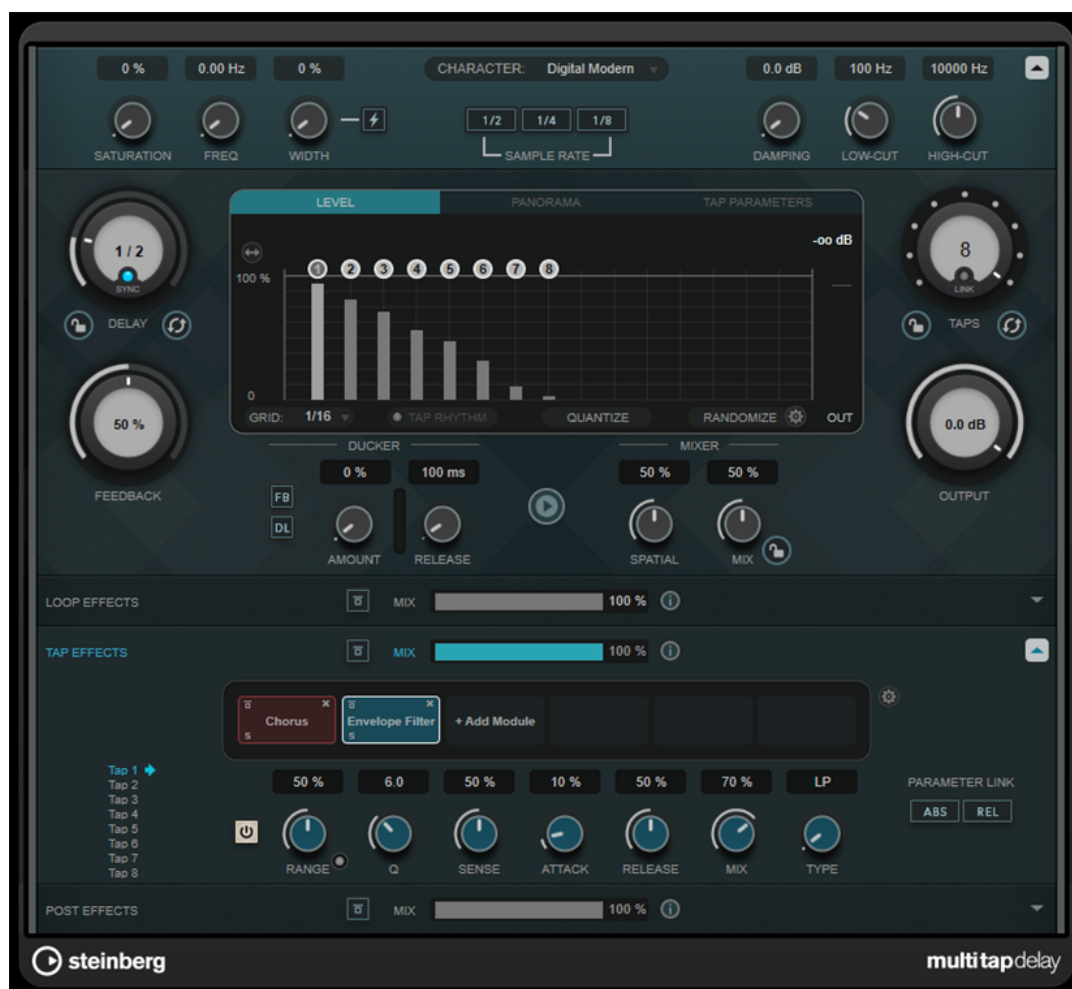 0 % 0.00 Hz 0 % CHARACTER: Digital Modern 0.0 dB 100 Hz 10000 Hz
1/2 1/4 1/8
SATURATION FREQ WIDTH SAMPLE RATE DAMPING LOW-CUT HIGH-CUT
LEVEL PANORAMA TAP PARAMETERS
-oo dB
1 / 2 8
SYNC LINK
100 % 1 2 3 4 5 6 7 8
DELAY TAPS
0
GRID: 1/16 TAP RHYTHM QUANTIZE RANDOMIZE OUT
50 % 0.0 dB
DUCKER MIXER
0 % 100 ms 50 % 50 %
FEEDBACK FB OUTPUT
DL
AMOUNT RELEASE SPATIAL MIX
LOOP EFFECTS MIX 100 %
TAP EFFECTS MIX 100 %
Chorus Envelope Filter + Add Module
S S
Tap 1
Tap 2
Tap 3
Tap 4
Tap 5
Tap 6
Tap 7
Tap 8
50 % 6.0 50 % 10 % 50 % 70 % LP PARAMETER LINK
ABS REL
RANGE Q SENSE ATTACK RELEASE MIX TYPE
POST EFFECTS MIX 100 %
steinberg multitapdelay